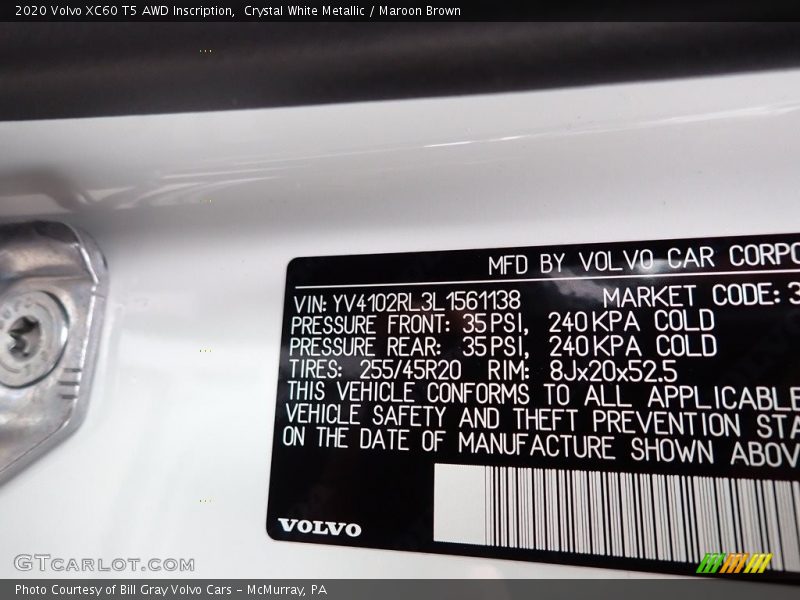 2020 Volvo XC60 T5 AWD Inscription,  Crystal White Metallic / Maroon Brown
MFD BY VOLVO CAR CORPO
VIN: YV4102RL3L1561138 MARKET CODE: 3
PRESSURE FRONT: 35 PSI, 240 KPA COLD
PRESSURE REAR: 35 PSI, 240 KPA COLD
TIRES: 255/45R20 RIM: 8Jx20x52.5
THIS VEHICLE CONFORMS TO ALL APPLICABLE
VEHICLE SAFETY AND THEFT PREVENTION STA
ON THE DATE OF MANUFACTURE SHOWN ABOV
VOLVO
GTcarlot.com
Photo Courtesy of Bill Gray Volvo Cars - McMurray, PA